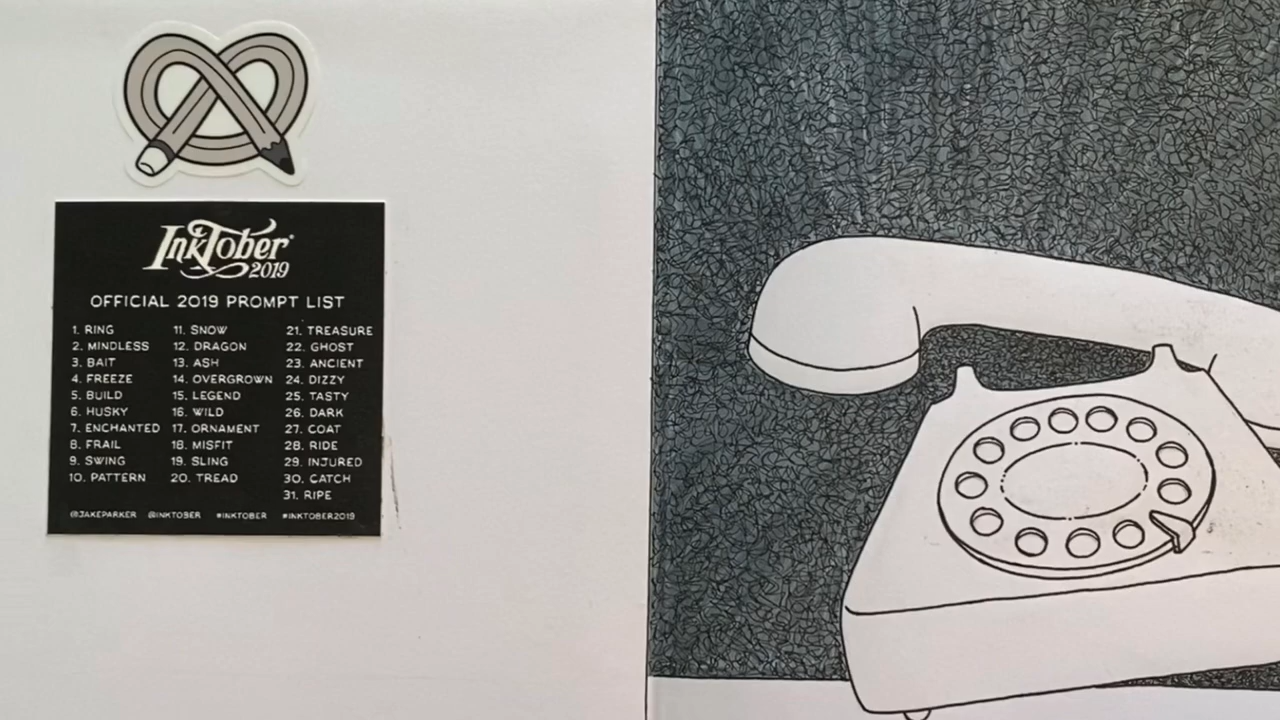 InkTober
2019
OFFICIAL 2019 PROMPT LIST
1. RING
2. MINDLESS
3. BAIT
4. FREEZE
5. BUILD
6. HUSKY
7. ENCHANTED
8. FRAIL
9. SWING
10. PATTERN
11. SNOW
12. DRAGON
13. ASH
14. OVERGROWN
15. LEGEND
16. WILD
17. ORNAMENT
18. MISFIT
19. SLING
20. TREAD
21. TREASURE
22. GHOST
23. ANCIENT
24. DIZZY
25. TASTY
26. DARK
27. COAT
28. RIDE
29. INJURED
30. CATCH
31. RIPE
@JAKEPARKER @INKTOBER #INKTOBER #INKTOBER2019